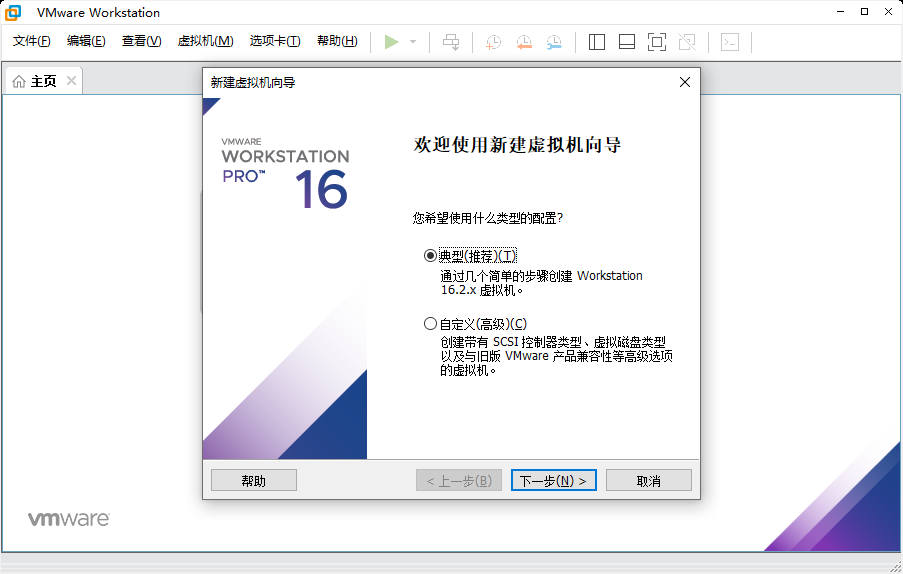 VMware Workstation
文件(F) 编辑(E) 查看(V) 虚拟机(M) 选项卡(T) 帮助(H)
主页
新建虚拟机向导
VMWARE
WORKSTATION
PRO™ 16
欢迎使用新建虚拟机向导
您希望使用什么类型的配置?
典型(推荐)(T)
通过几个简单的步骤创建 Workstation
16.2.x 虚拟机。
自定义(高级)(C)
创建带有 SCSI 控制器类型、虚拟磁盘类型
以及与旧版 VMware 产品兼容性等高级选项
的虚拟机。
帮助 < 上一步(B) 下一步(N) > 取消
vmware